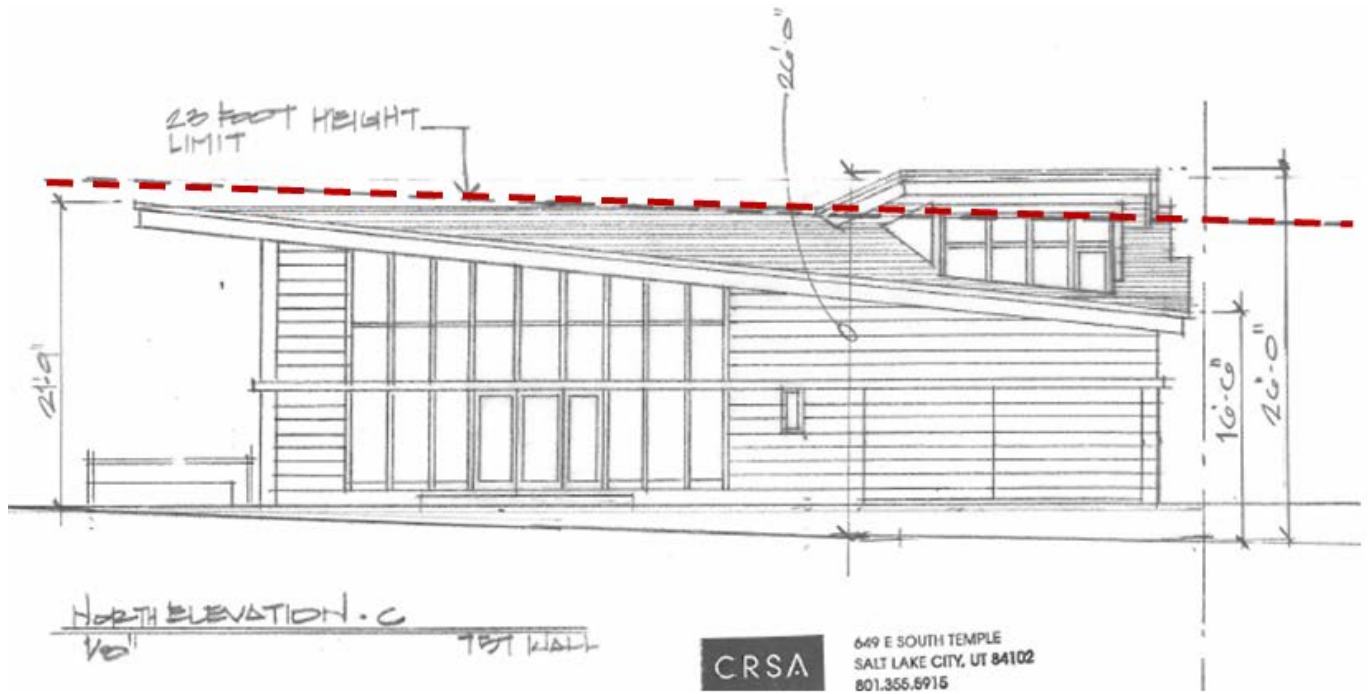 26'-0"
23 FOOT HEIGHT
LIMIT
21'-9"
16'-6"
26'-0"
NORTH ELEVATION - C
1/8"
WALL
CRSA
649 E SOUTH TEMPLE
SALT LAKE CITY, UT 84102
801.355.5915